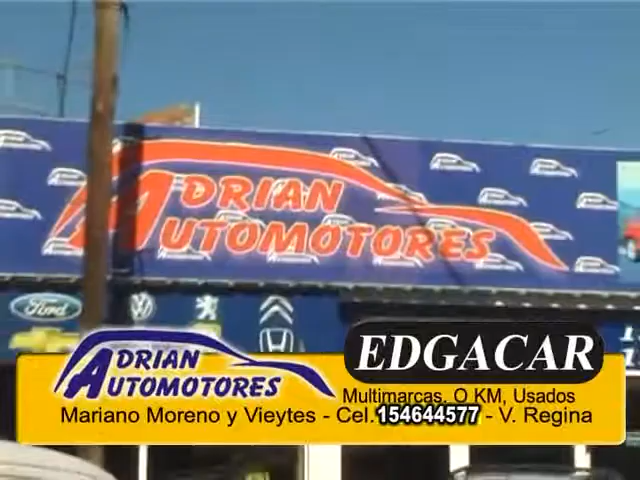 ADRIAN
AUTOMOTORES
Ford
ADRIAN
AUTOMOTORES
EDGACAR
Multimarcas. O KM, Usados
Mariano Moreno y Vieytes - Cel. 154644577 - V. Regina